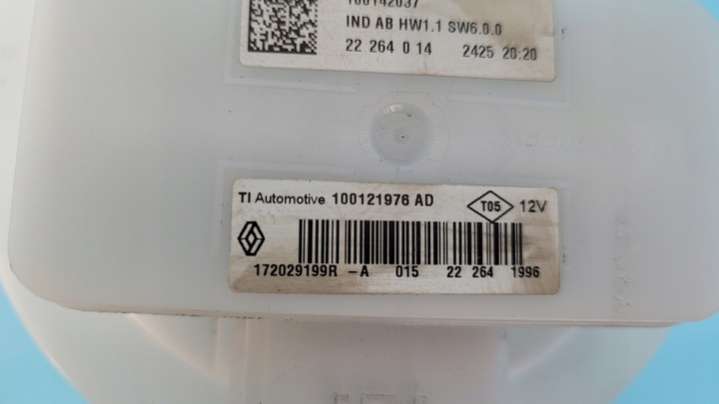 100142037
IND AB HW1.1 SW6.0.0
22 264 0 14 2425 20:20
TI Automotive 100121976 AD T05 12V
172029199R -A 015 22 264 1996